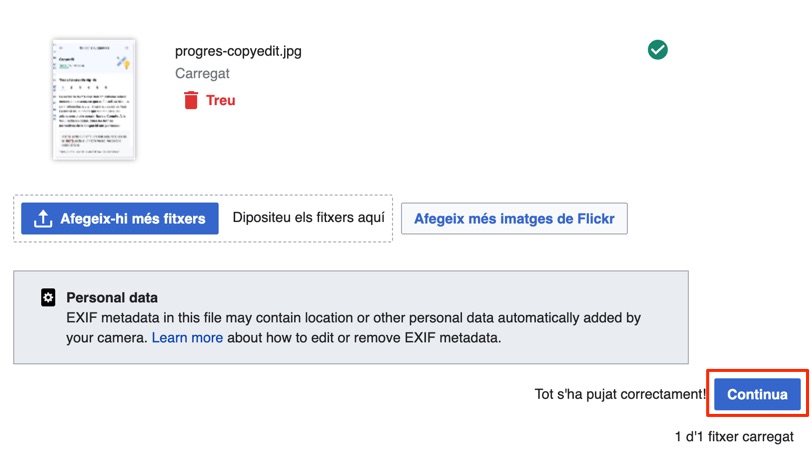 progres-copyedit.jpg
Carregat
Treu
Afegeix-hi més fitxers
Dipositeu els fitxers aquí
Afegeix més imatges de Flickr
Personal data
EXIF metadata in this file may contain location or other personal data automatically added by
your camera. Learn more about how to edit or remove EXIF metadata.
Tot s'ha pujat correctament!
Continua
1 d'1 fitxer carregat